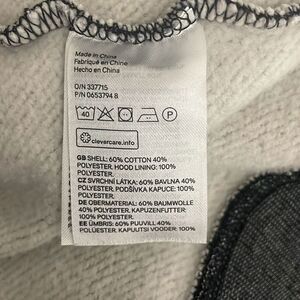 Made in China
Fabriqué en Chine
Hecho en China
O/N 337715
P/N 0653794 8
40 P
clevercare.info
GB SHELL: 60% COTTON 40%
POLYESTER. HOOD LINING: 100%
POLYESTER.
CZ SVRCHNÍ LÁTKA: 60% BAVLNA 40%
POLYESTER, PODŠÍVKA KAPUCE: 100%
POLYESTER.
DE OBERMATERIAL: 60% BAUMWOLLE
40% POLYESTER, KAPUZENFUTTER:
100% POLYESTER.
EE ÜMBRIS: 60% PUUVILL 40%
POLÜESTER, KAPUUTSI VOODER: 100%